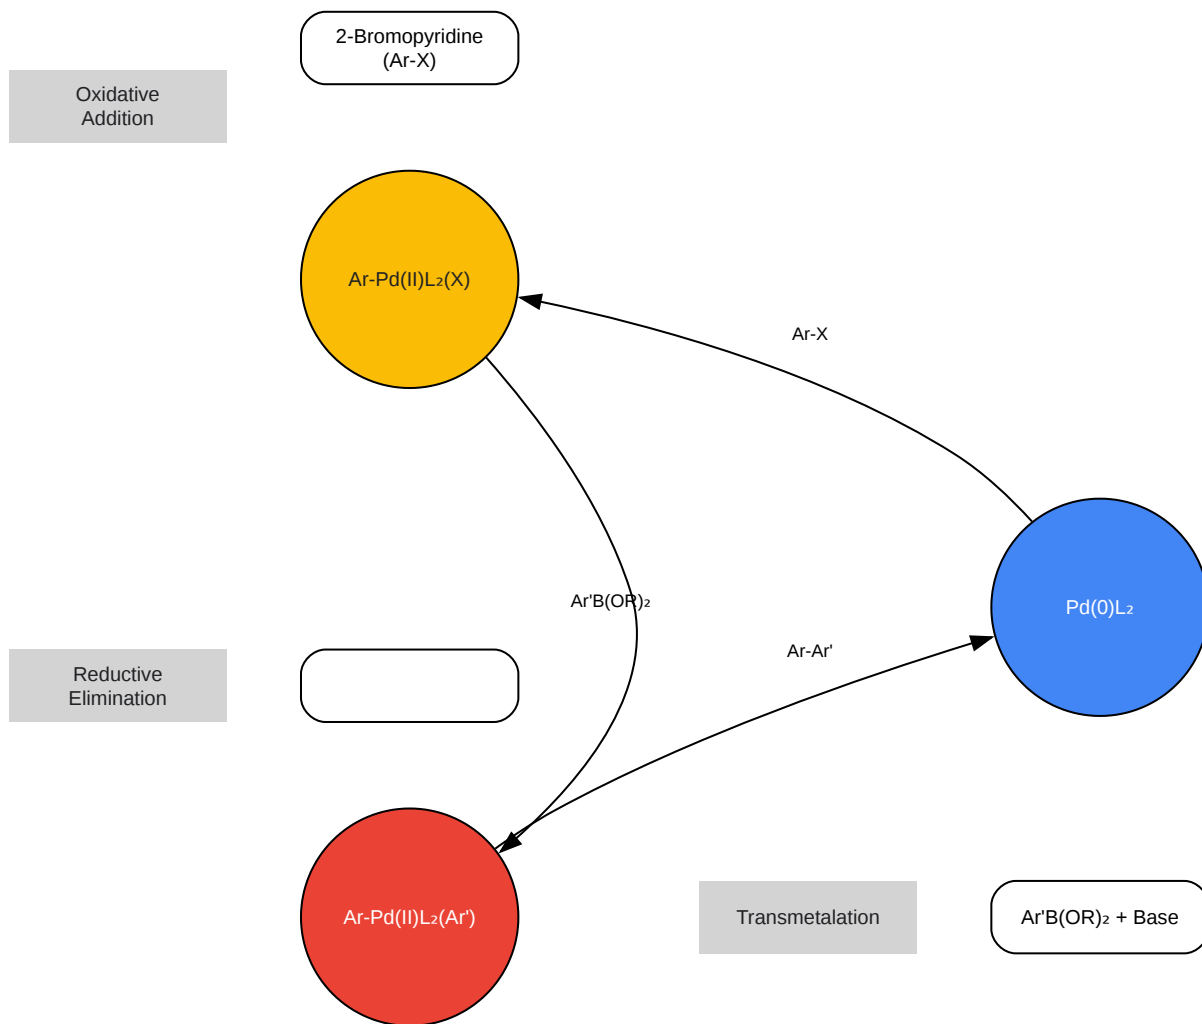 2-Bromopyridine
(Ar-X)
Oxidative
Addition
Ar-Pd(II)L₂(X)
Ar-X
Ar'B(OR)₂
Pd(0)L₂
Ar-Ar'
Reductive
Elimination
Ar-Pd(II)L₂(Ar')
Transmetalation
Ar'B(OR)₂ + Base